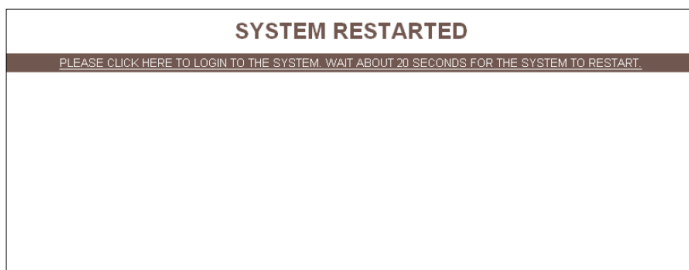 SYSTEM RESTARTED
PLEASE CLICK HERE TO LOGIN TO THE SYSTEM. WAIT ABOUT 20 SECONDS FOR THE SYSTEM TO RESTART.